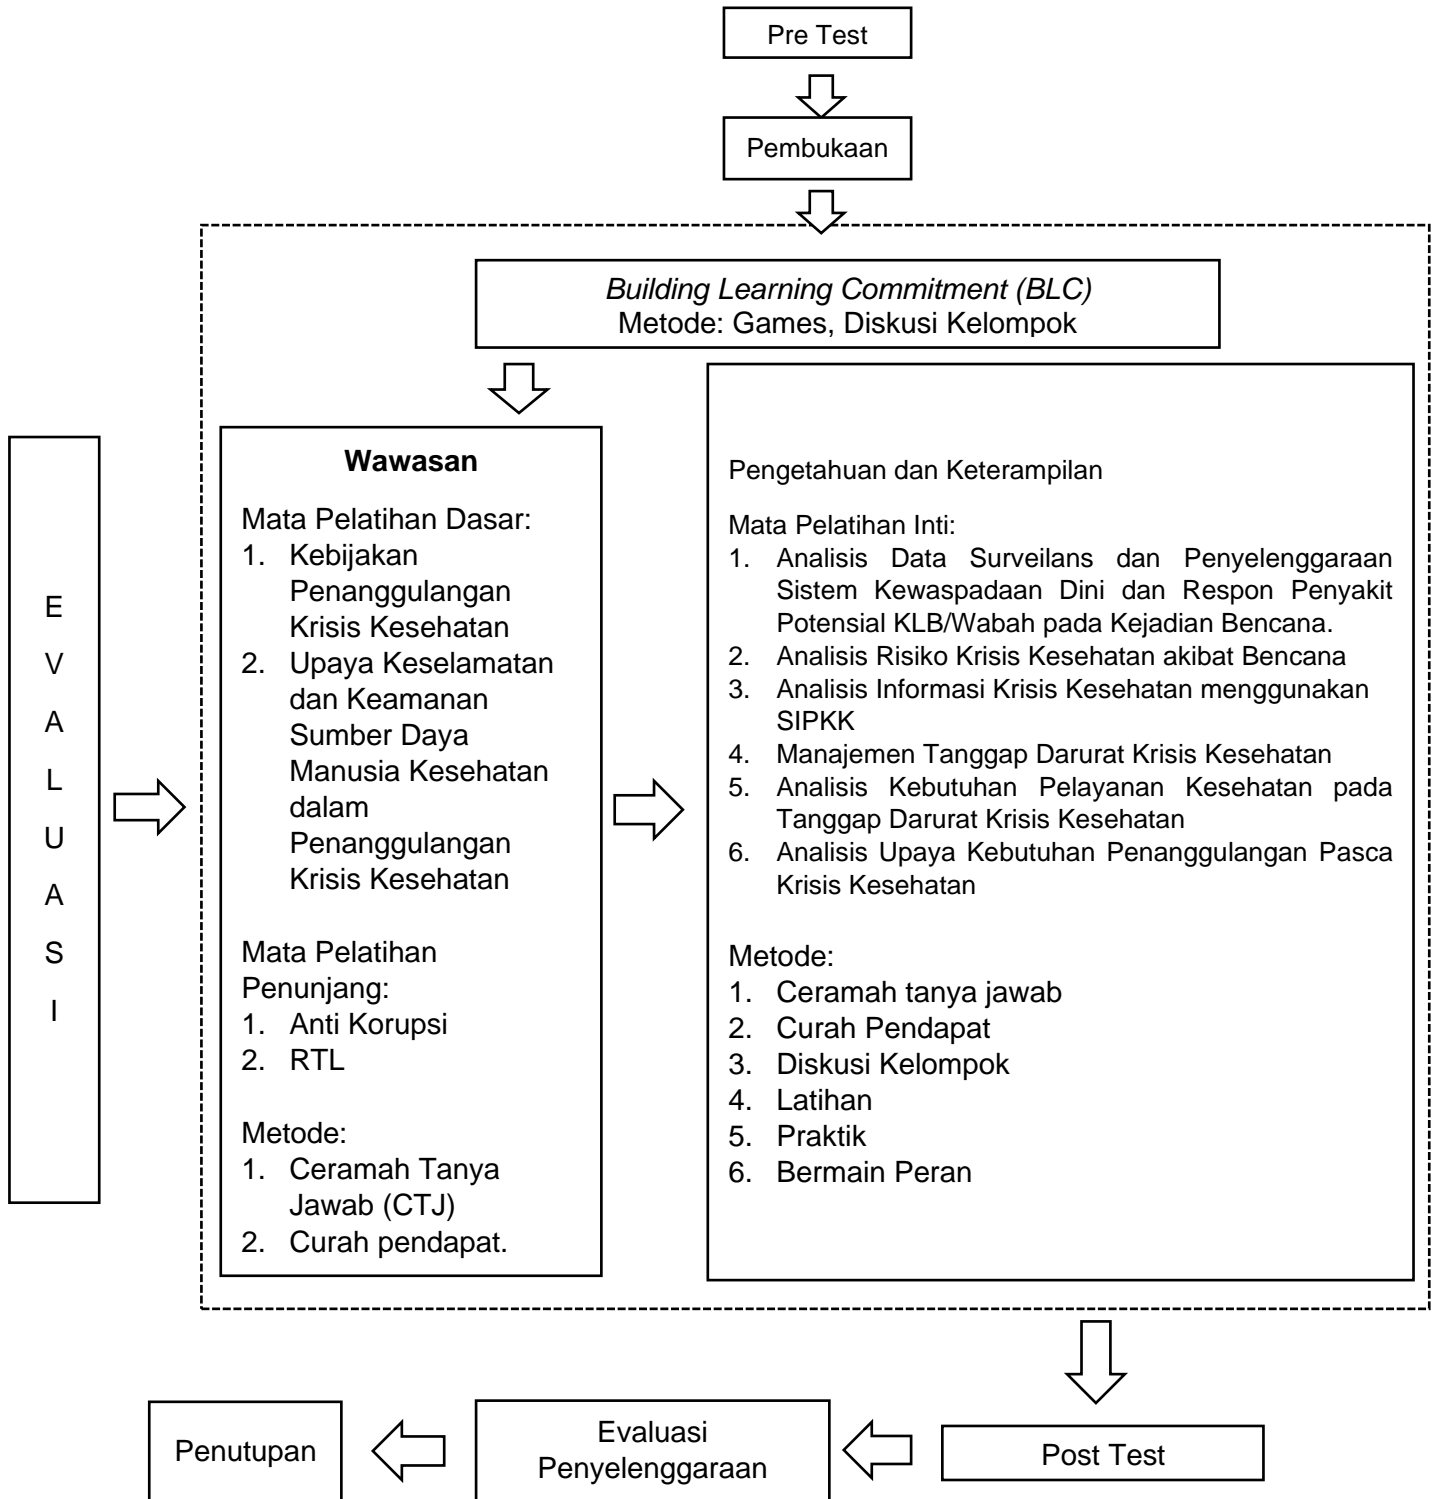 Pre Test
Pembukaan
Building Learning Commitment (BLC)
Metode: Games, Diskusi Kelompok
E
V
A
L
U
A
S
I
Wawasan
Mata Pelatihan Dasar:
1. Kebijakan
Penanggulangan
Krisis Kesehatan
2. Upaya Keselamatan
dan Keamanan
Sumber Daya
Manusia Kesehatan
dalam
Penanggulangan
Krisis Kesehatan
Mata Pelatihan
Penunjang:
1. Anti Korupsi
2. RTL
Metode:
1. Ceramah Tanya
Jawab (CTJ)
2. Curah pendapat.
Pengetahuan dan Keterampilan
Mata Pelatihan Inti:
1. Analisis Data Surveilans dan Penyelenggaraan
Sistem Kewaspadaan Dini dan Respon Penyakit
Potensial KLB/Wabah pada Kejadian Bencana.
2. Analisis Risiko Krisis Kesehatan akibat Bencana
3. Analisis Informasi Krisis Kesehatan menggunakan
SIPKK
4. Manajemen Tanggap Darurat Krisis Kesehatan
5. Analisis Kebutuhan Pelayanan Kesehatan pada
Tanggap Darurat Krisis Kesehatan
6. Analisis Upaya Kebutuhan Penanggulangan Pasca
Krisis Kesehatan
Metode:
1. Ceramah tanya jawab
2. Curah Pendapat
3. Diskusi Kelompok
4. Latihan
5. Praktik
6. Bermain Peran
Post Test
Evaluasi
Penyelenggaraan
Penutupan